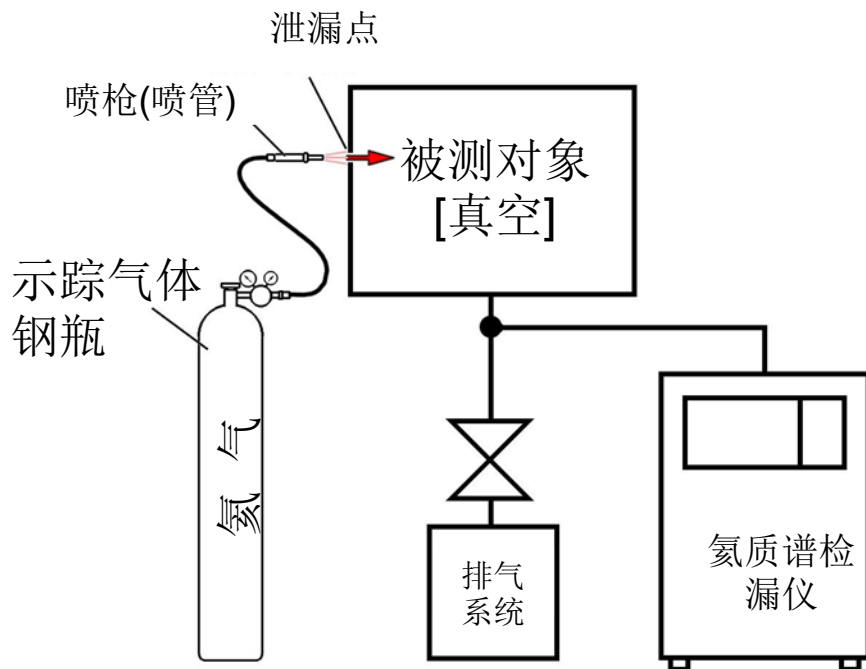 泄漏点
喷枪(喷管)
被测对象
[真空]
示踪气体
钢瓶
氦气
排气
系统
氦质谱检
漏仪